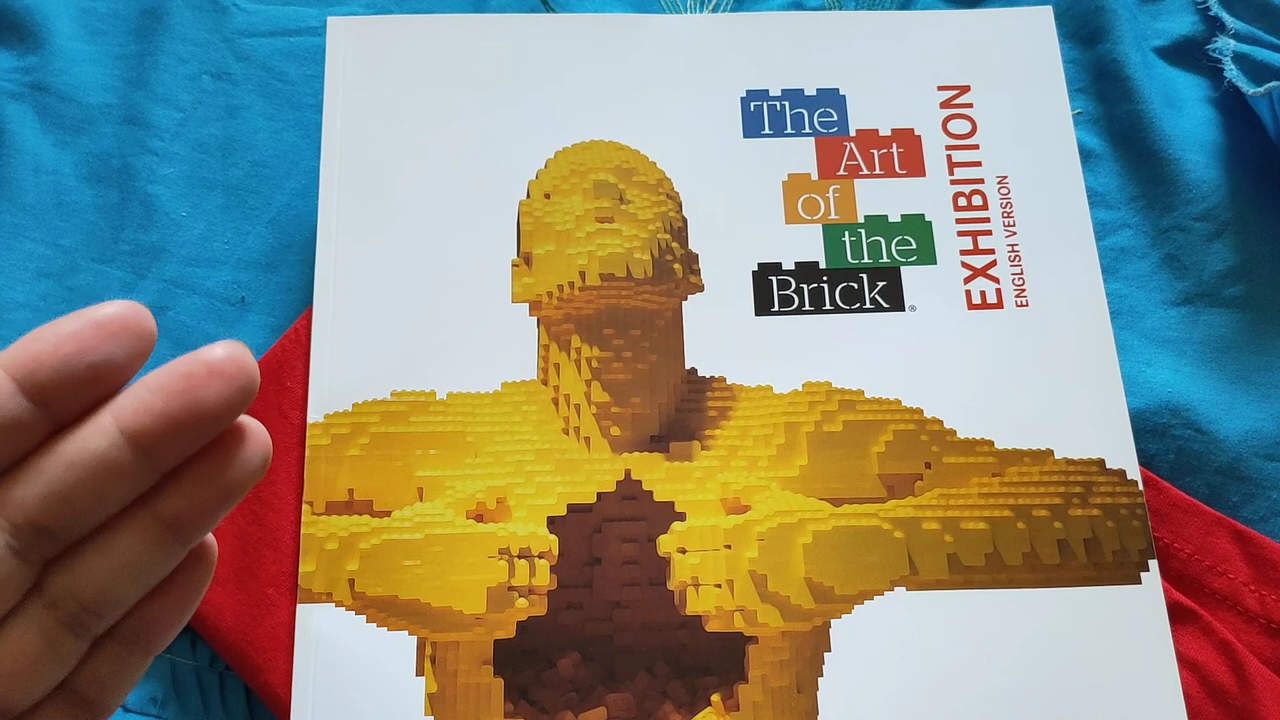 The
Art
of
the
Brick®
EXHIBITION
ENGLISH VERSION